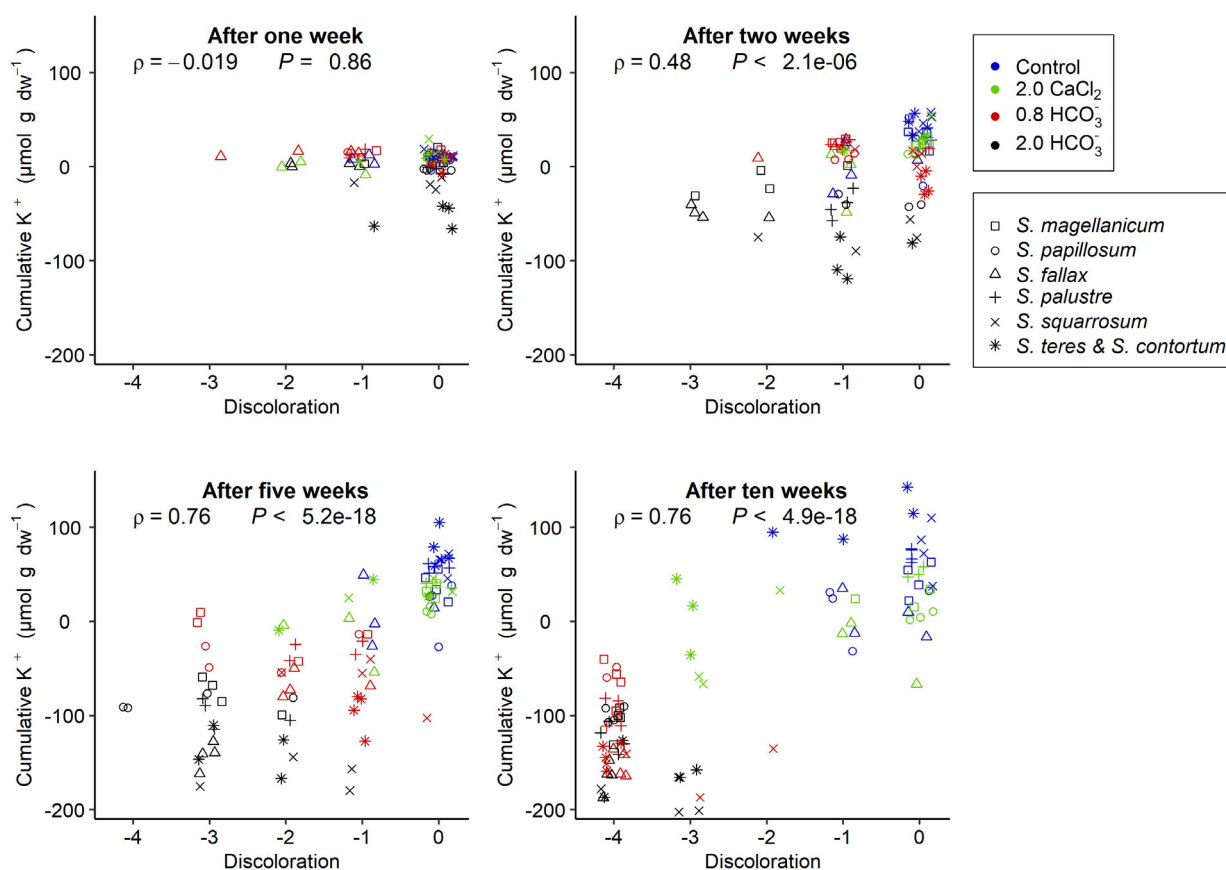 After one week
ρ = −0.019 P = 0.86
Cumulative K⁺ (μmol g dw⁻¹)
100
0
-100
-200
-4 -3 -2 -1 0
Discoloration
After two weeks
ρ = 0.48 P < 2.1e-06
Cumulative K⁺ (μmol g dw⁻¹)
100
0
-100
-200
-4 -3 -2 -1 0
Discoloration
Control
2.0 CaCl₂
0.8 HCO₃⁻
2.0 HCO₃⁻
S. magellanicum
S. papillosum
S. fallax
S. palustre
S. squarrosum
S. teres & S. contortum
After five weeks
ρ = 0.76 P < 5.2e-18
Cumulative K⁺ (μmol g dw⁻¹)
100
0
-100
-200
-4 -3 -2 -1 0
Discoloration
After ten weeks
ρ = 0.76 P < 4.9e-18
Cumulative K⁺ (μmol g dw⁻¹)
100
0
-100
-200
-4 -3 -2 -1 0
Discoloration